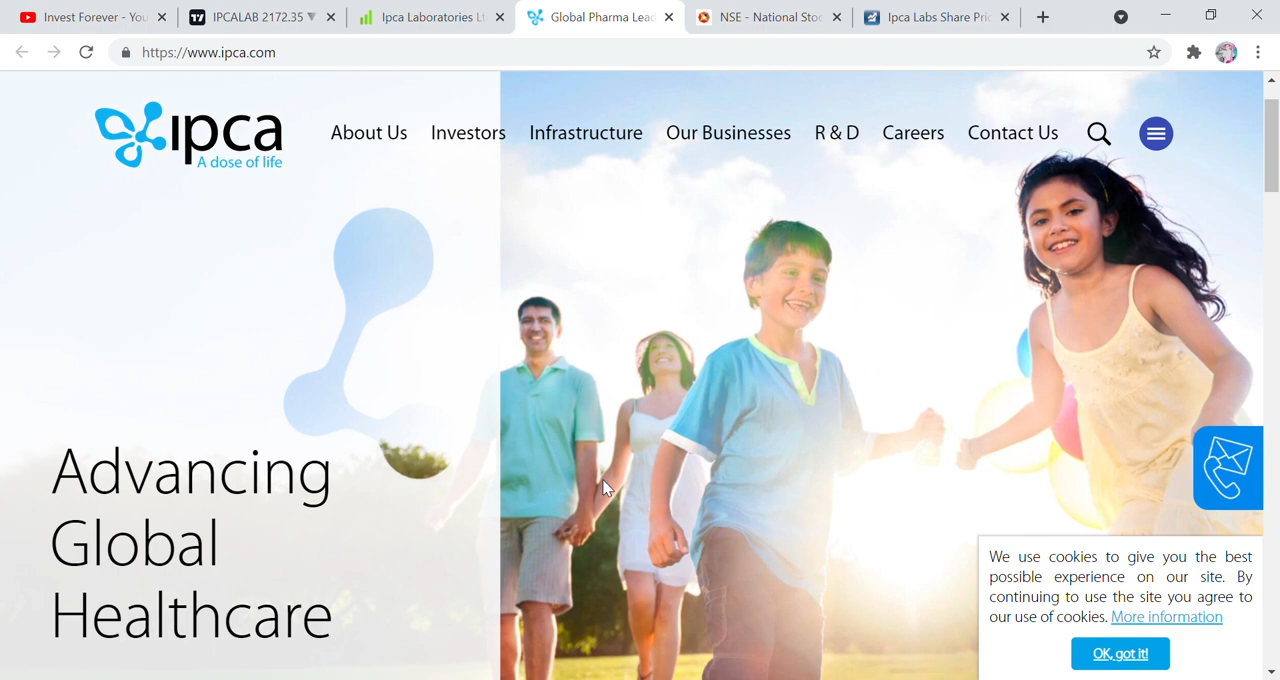 Invest Forever - You
IPCALAB 2172.35 ▼
Ipca Laboratories Lt
Global Pharma Lead
NSE - National Stoc
Ipca Labs Share Pric
https://www.ipca.com
ipca
A dose of life
About Us
Investors
Infrastructure
Our Businesses
R & D
Careers
Contact Us
Advancing
Global
Healthcare
We use cookies to give you the best
possible experience on our site. By
continuing to use the site you agree to
our use of cookies. More information
OK, got it!